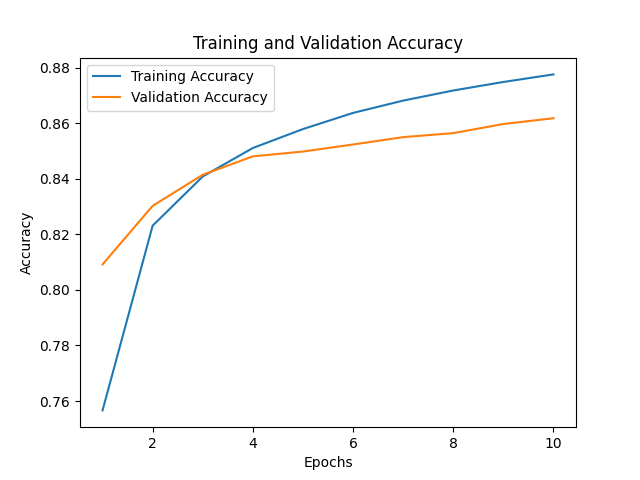 Training and Validation Accuracy
Training Accuracy
Validation Accuracy
0.88
0.86
0.84
0.82
0.80
0.78
0.76
Accuracy
2 4 6 8 10
Epochs